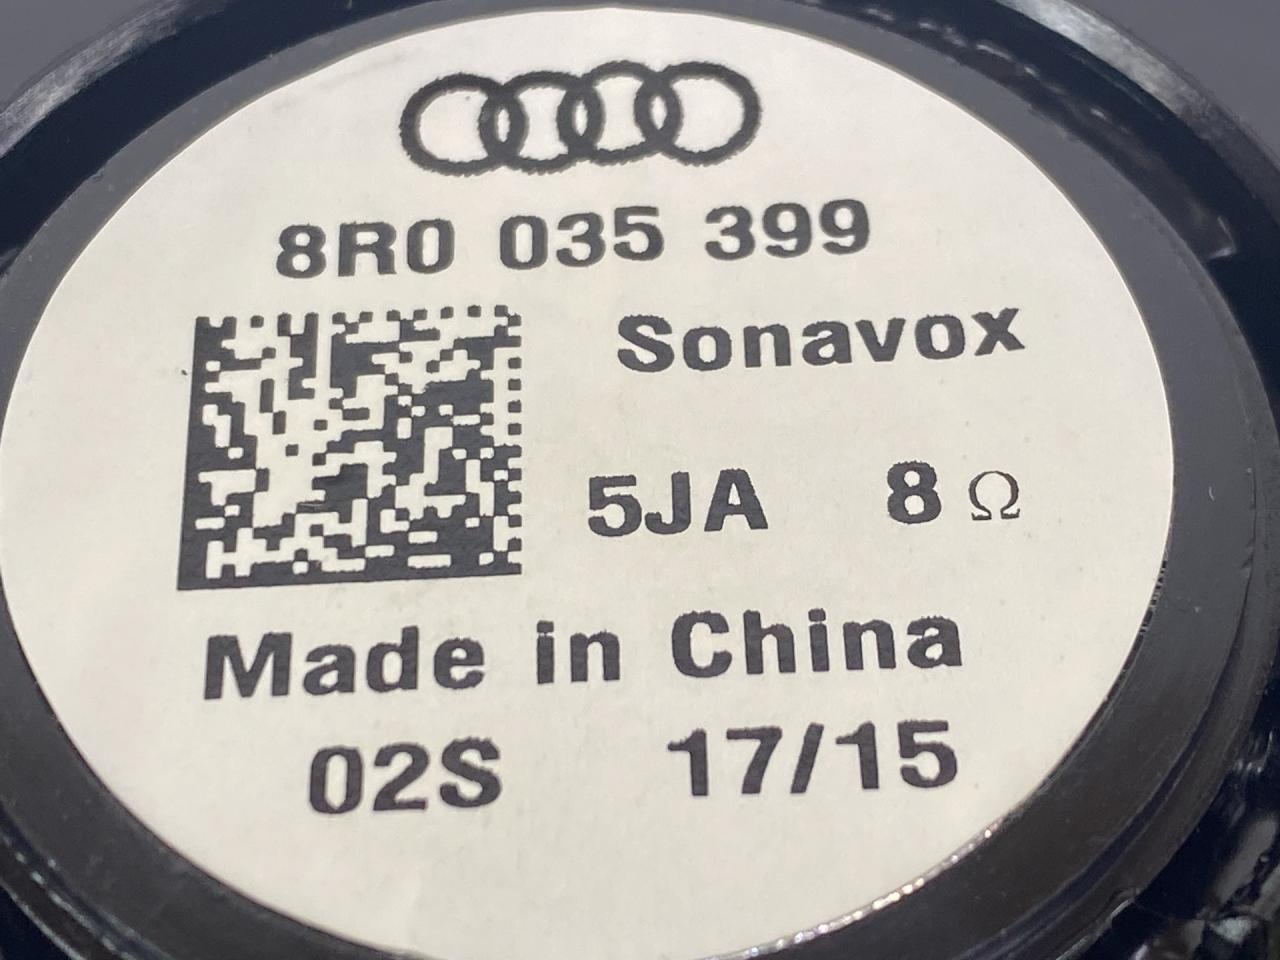 8R0 035 399
Sonavox
5JA 8 Ω
Made in China
02S 17/15